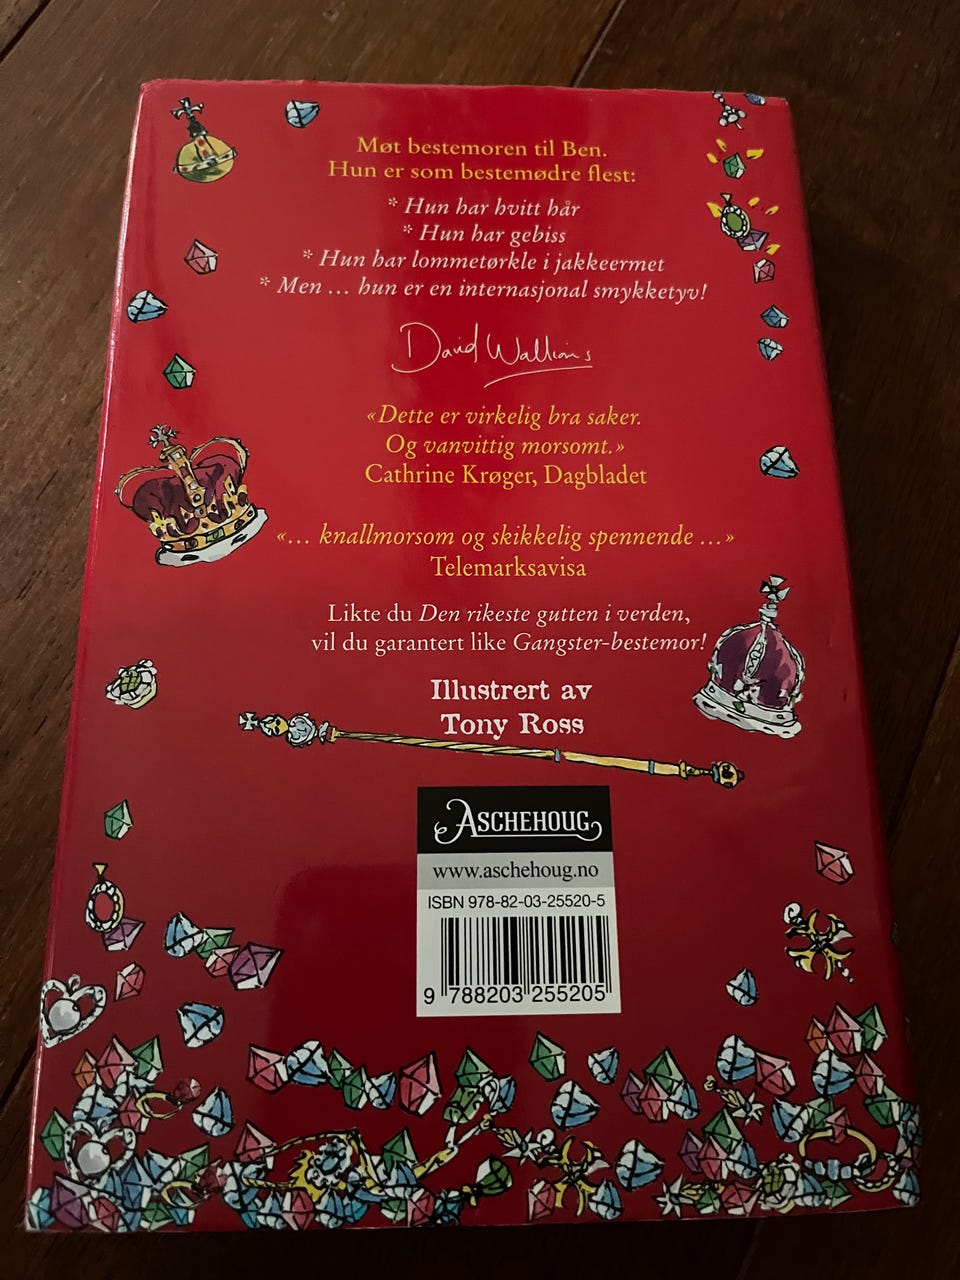 Møt bestemoren til Ben.
Hun er som bestemødre flest:
* Hun har hvitt hår
* Hun har gebiss
* Hun har lommetørkle i jakkeermet
* Men ... hun er en internasjonal smykketyv!
David Walliams
«Dette er virkelig bra saker.
Og vanvittig morsomt.»
Cathrine Krøger, Dagbladet
«... knallmorsom og skikkelig spennende ...»
Telemarksavisa
Likte du Den rikeste gutten i verden,
vil du garantert like Gangster-bestemor!
Illustrert av
Tony Ross
ASCHEHOUG
www.aschehoug.no
ISBN 978-82-03-25520-5
9 788203 255205